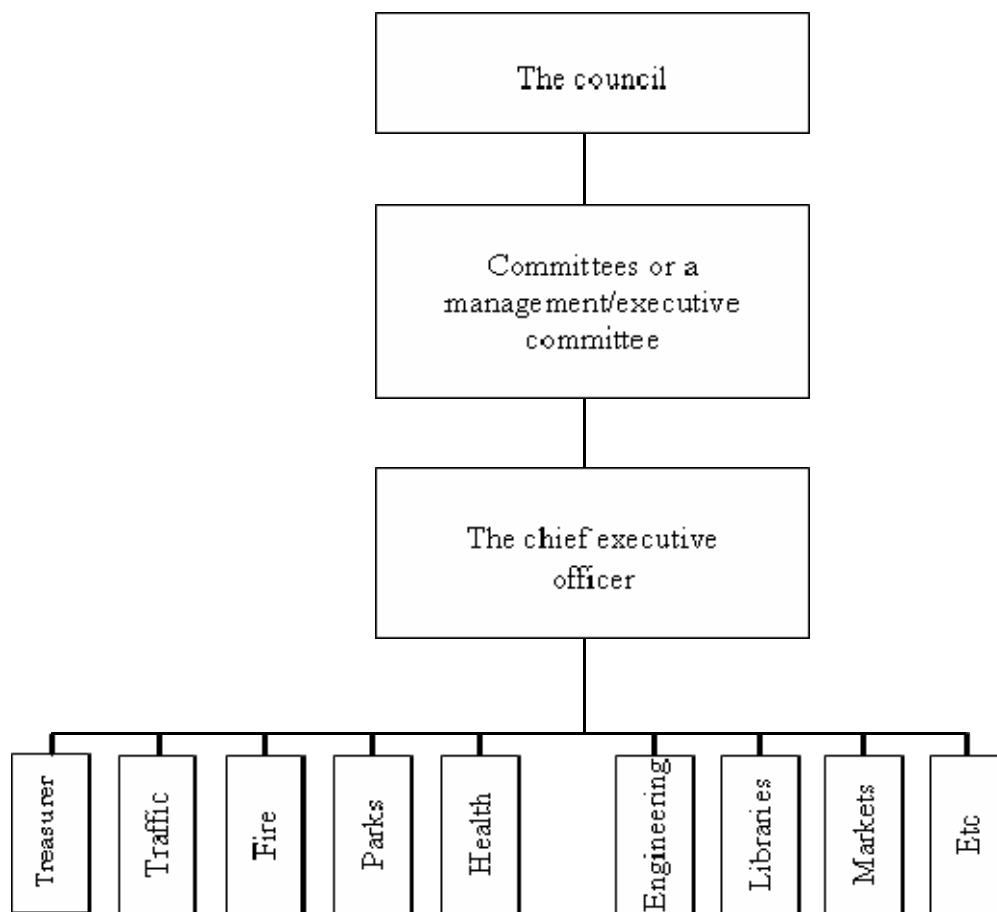 The council
Committees or a
management/executive
committee
The chief executive
officer
Treasurer
Traffic
Fire
Parks
Health
Engineering
Libraries
Markets
Etc